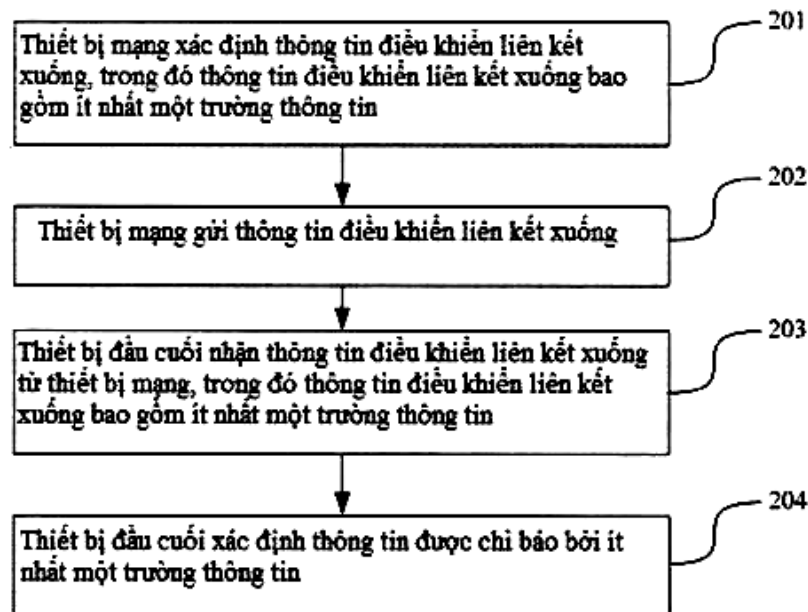 201
Thiết bị mạng xác định thông tin điều khiển liên kết
xuống, trong đó thông tin điều khiển liên kết xuống bao
gồm ít nhất một trường thông tin
202
Thiết bị mạng gửi thông tin điều khiển liên kết xuống
203
Thiết bị đầu cuối nhận thông tin điều khiển liên kết xuống
từ thiết bị mạng, trong đó thông tin điều khiển liên kết
xuống bao gồm ít nhất một trường thông tin
204
Thiết bị đầu cuối xác định thông tin được chỉ báo bởi ít
nhất một trường thông tin